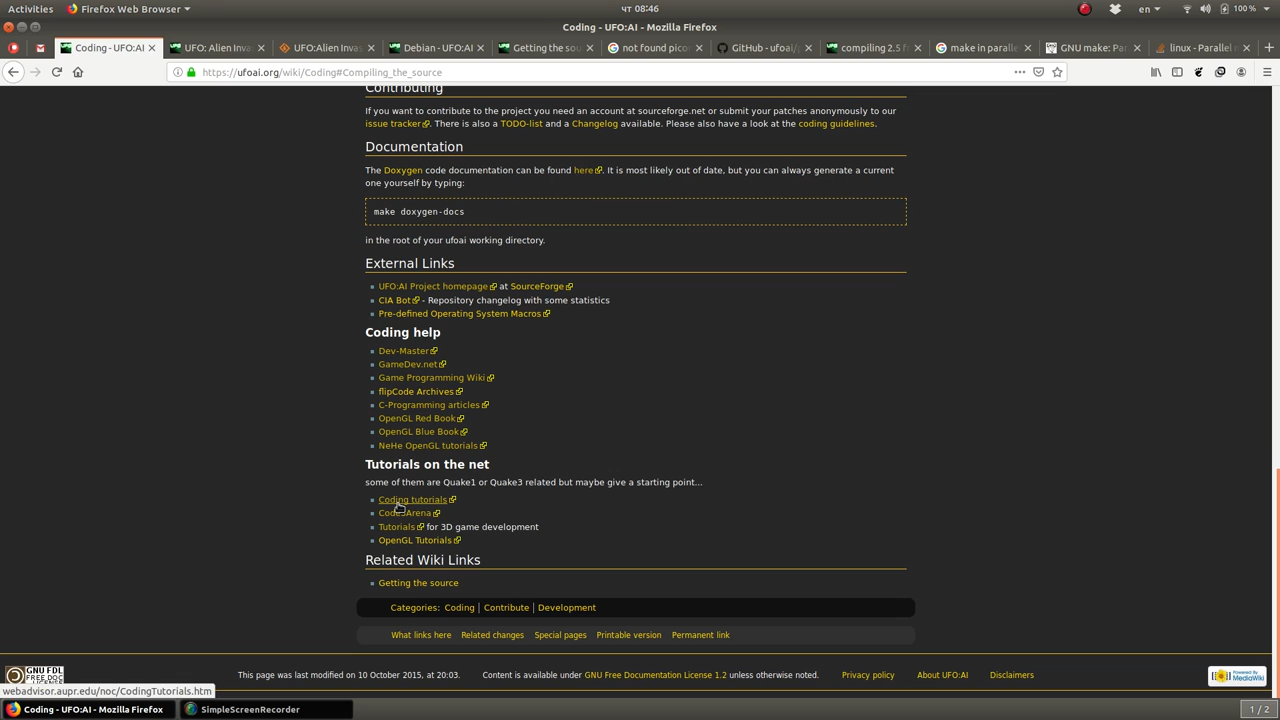 Activities Firefox Web Browser чт 08:46 en 100 %
Coding - UFO:AI - Mozilla Firefox
Coding - UFO:AI UFO: Alien Inva UFO:Alien Invas Debian - UFO:AI Getting the sou not found pico GitHub - ufoai/ compiling 2.5 f make in paralle GNU make: Par linux - Parallel
https://ufoai.org/wiki/Coding#Compiling_the_source
Contributing
If you want to contribute to the project you need an account at sourceforge.net or submit your patches anonymously to our
issue tracker. There is also a TODO-list and a Changelog available. Please also have a look at the coding guidelines.
Documentation
The Doxygen code documentation can be found here. It is most likely out of date, but you can always generate a current
one yourself by typing:
make doxygen-docs
in the root of your ufoai working directory.
External Links
UFO:AI Project homepage at SourceForge
CIA Bot - Repository changelog with some statistics
Pre-defined Operating System Macros
Coding help
Dev-Master
GameDev.net
Game Programming Wiki
flipCode Archives
C-Programming articles
OpenGL Red Book
OpenGL Blue Book
NeHe OpenGL tutorials
Tutorials on the net
some of them are Quake1 or Quake3 related but maybe give a starting point...
Coding tutorials
Code3Arena
Tutorials for 3D game development
OpenGL Tutorials
Related Wiki Links
Getting the source
Categories: Coding | Contribute | Development
What links here Related changes Special pages Printable version Permanent link
GNU FDL This page was last modified on 10 October 2015, at 20:03. Content is available under GNU Free Documentation License 1.2 unless otherwise noted. Privacy policy About UFO:AI Disclaimers Powered By MediaWiki
webadvisor.aupr.edu/noc/CodingTutorials.htm
Coding - UFO:AI - Mozilla Firefox SimpleScreenRecorder 1 / 2